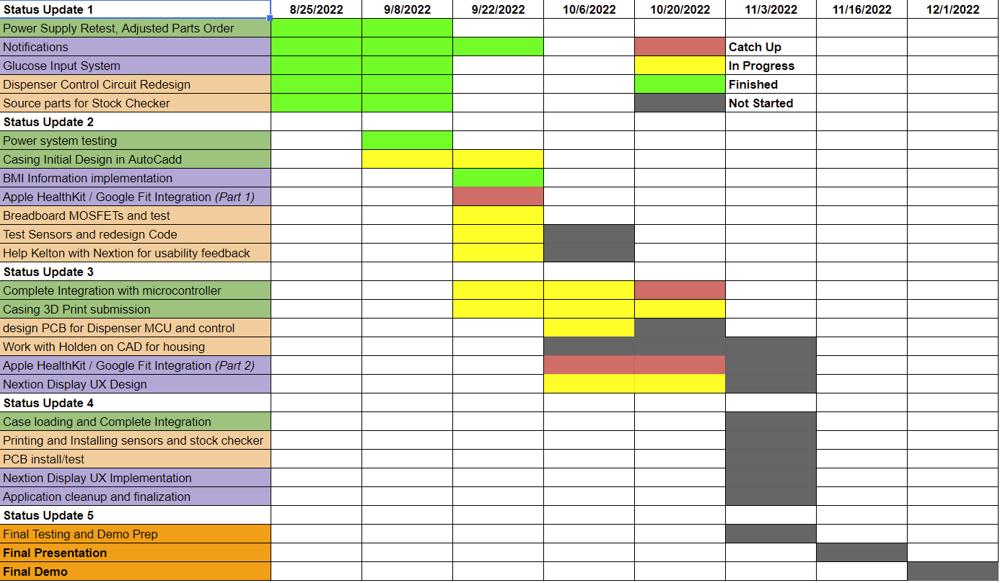 Status Update 1 8/25/2022 9/8/2022 9/22/2022 10/6/2022 10/20/2022 11/3/2022 11/16/2022 12/1/2022
Power Supply Retest, Adjusted Parts Order
Notifications Catch Up
Glucose Input System In Progress
Dispenser Control Circuit Redesign Finished
Source parts for Stock Checker Not Started
Status Update 2
Power system testing
Casing Initial Design in AutoCadd
BMI Information implementation
Apple HealthKit / Google Fit Integration (Part 1)
Breadboard MOSFETs and test
Test Sensors and redesign Code
Help Kelton with Nextion for usability feedback
Status Update 3
Complete Integration with microcontroller
Casing 3D Print submission
design PCB for Dispenser MCU and control
Work with Holden on CAD for housing
Apple HealthKit / Google Fit Integration (Part 2)
Nextion Display UX Design
Status Update 4
Case loading and Complete Integration
Printing and Installing sensors and stock checker
PCB install/test
Nextion Display UX Implementation
Application cleanup and finalization
Status Update 5
Final Testing and Demo Prep
Final Presentation
Final Demo